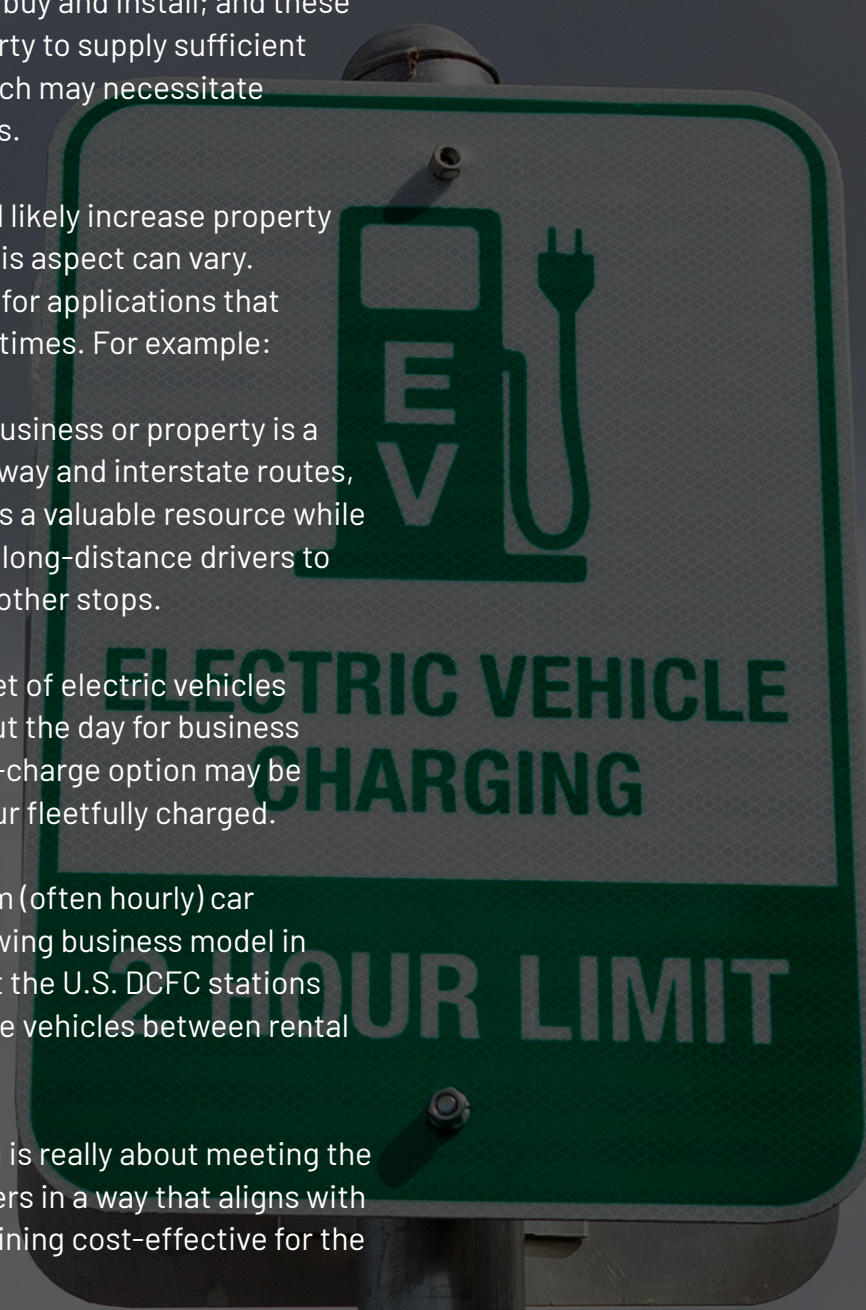 buy and install; and these
rty to supply sufficient
ch may necessitate
s.
likely increase property
is aspect can vary.
for applications that
times. For example:
usiness or property is a
way and interstate routes,
s a valuable resource while
long-distance drivers to
other stops.
et of electric vehicles
ut the day for business
-charge option may be
ur fleetfully charged.
m (often hourly) car
wing business model in
t the U.S. DCFC stations
e vehicles between rental
is really about meeting the
ers in a way that aligns with
ining cost-effective for the
E
V
ELECTRIC VEHICLE
CHARGING
2 HOUR LIMIT